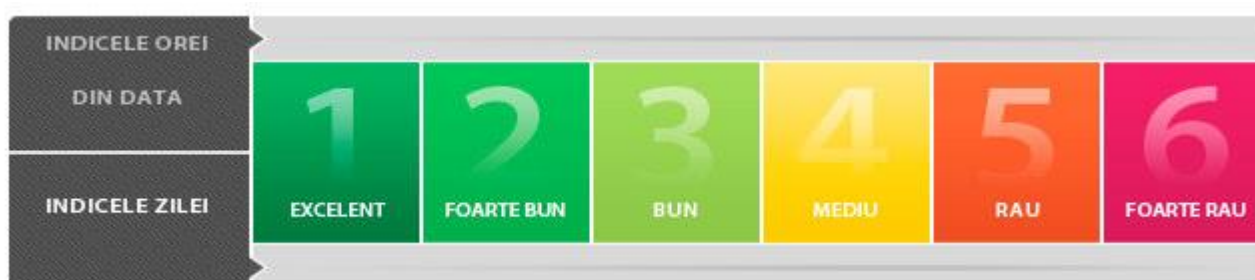 INDICELE OREI
DIN DATA
INDICELE ZILEI
1
EXCELENT
2
FOARTE BUN
3
BUN
4
MEDIU
5
RAU
6
FOARTE RAU